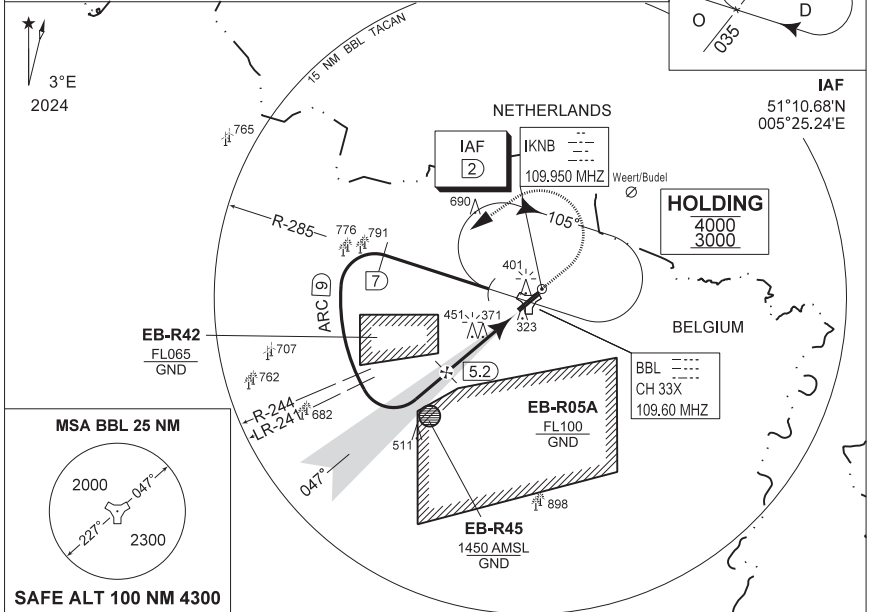 O
D
035
3°E
2024
15 NM BBL TACAN
IAF
51°10.68'N
005°25.24'E
NETHERLANDS
765
IAF
2
IKNB
109.950 MHZ
Weert/Budel
HOLDING
4000
3000
690
105°
R-285
776
791
7
401
ARC 9
451
371
323
BELGIUM
EB-R42
FL065
GND
707
762
5.2
BBL
CH 33X
109.60 MHZ
R-244
LR-241
682
EB-R05A
FL100
GND
511
047°
898
EB-R45
1450 AMSL
GND
MSA BBL 25 NM
2000
047°
227°
2300
SAFE ALT 100 NM 4300